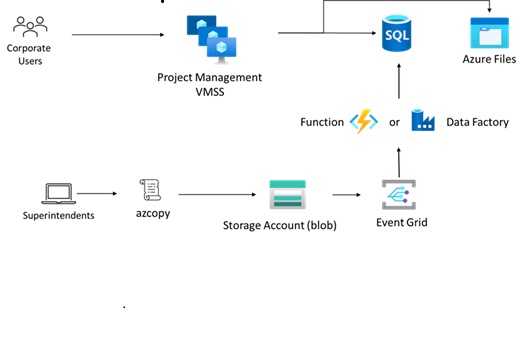 Corporate
Users
Project Management
VMSS
SQL
Azure Files
Function or Data Factory
Superintendents
azcopy
Storage Account (blob)
Event Grid